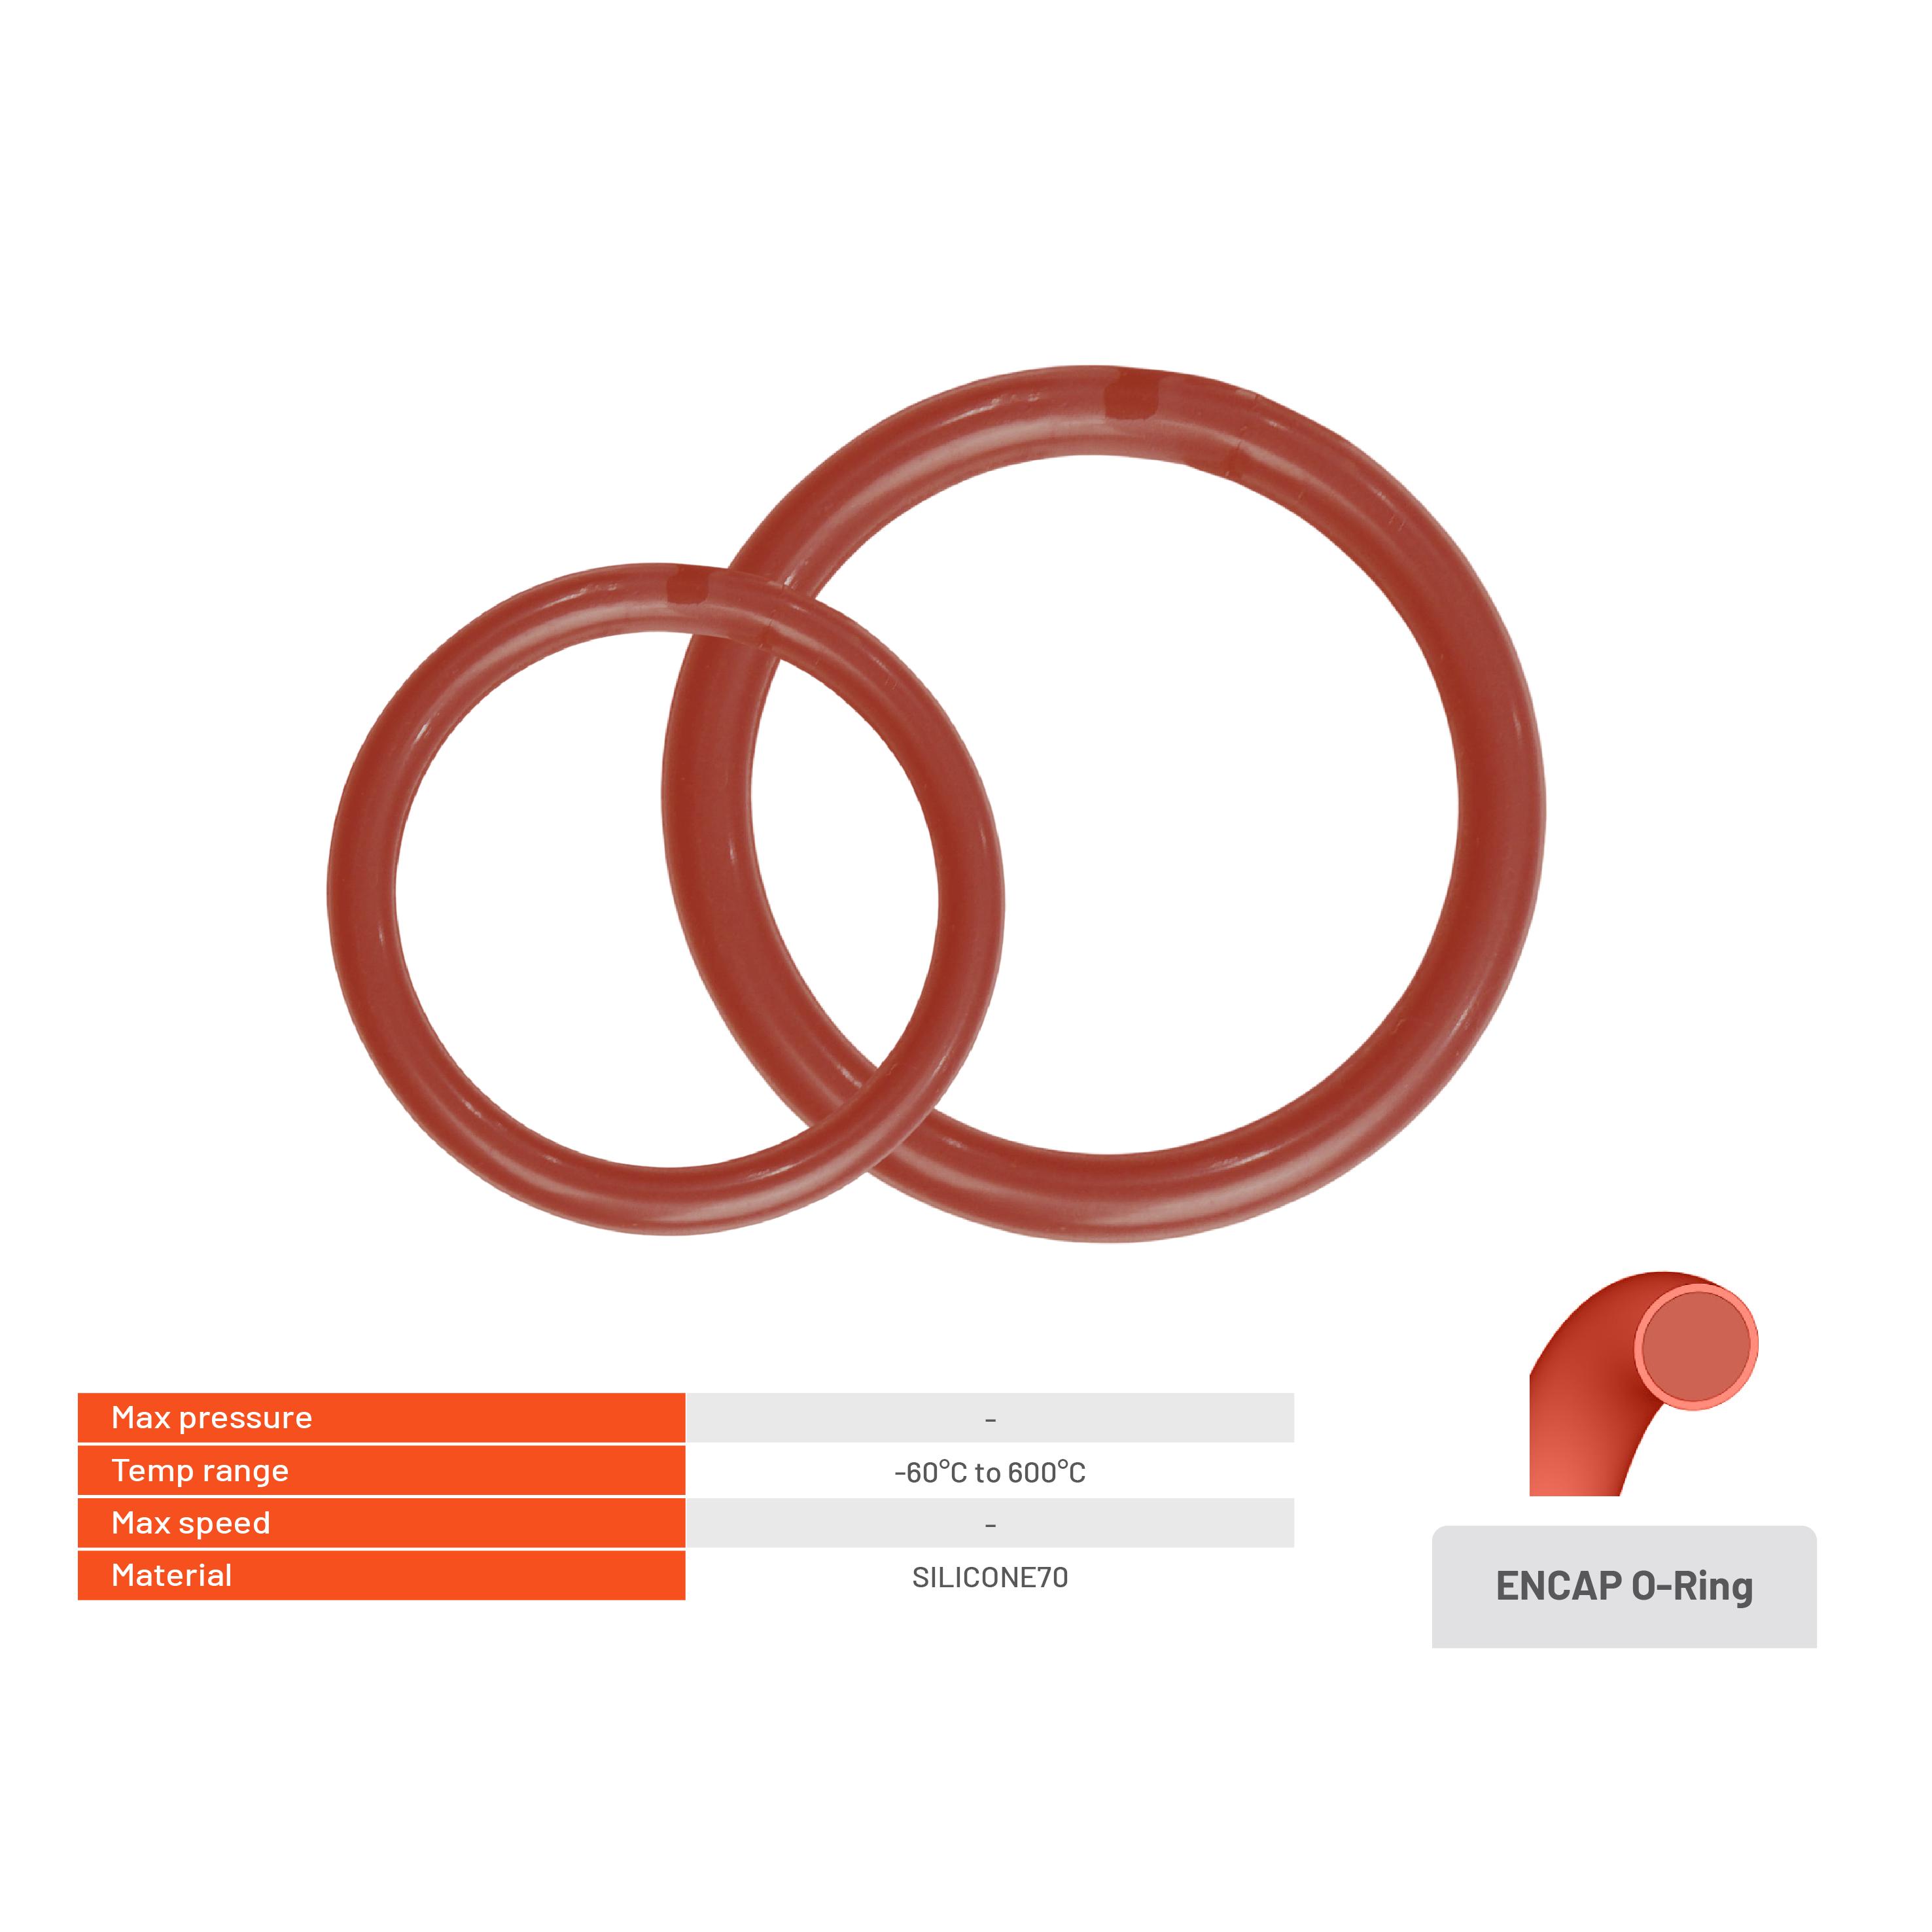 Max pressure -
Temp range -60°C to 600°C
Max speed -
Material SILICONE70
ENCAP O-Ring